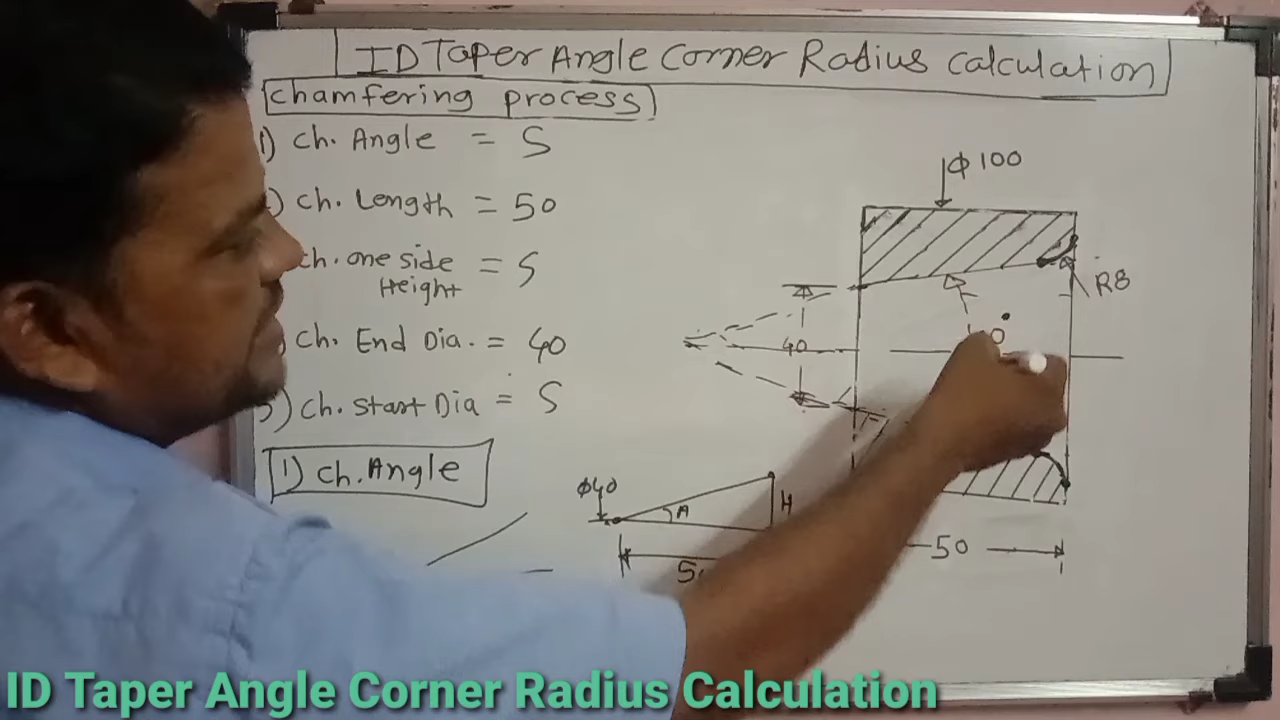 ID Taper Angle Corner Radius Calculation
Chamfering process
1) Ch. Angle = S
) Ch. Length = 50
Ch. one side Height = S
Ch. End Dia. = 40
) Ch. Start Dia = S
1) Ch. Angle
φ100
R8
40
φ40
A
H
50
ID Taper Angle Corner Radius Calculation